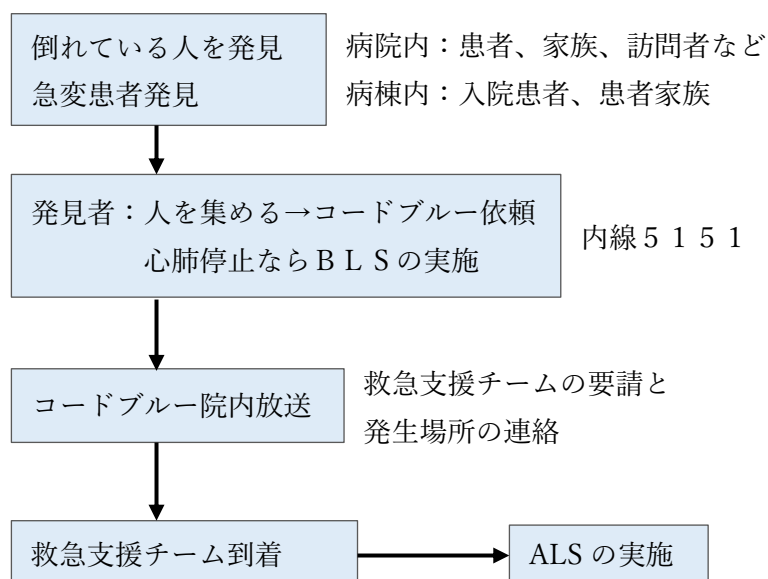 倒れている人を発見
急変患者発見
病院内：患者、家族、訪問者など
病棟内：入院患者、患者家族
発見者：人を集める→コードブルー依頼
心肺停止ならＢＬＳの実施
内線５１５１
コードブルー院内放送
救急支援チームの要請と
発生場所の連絡
救急支援チーム到着
ALS の実施